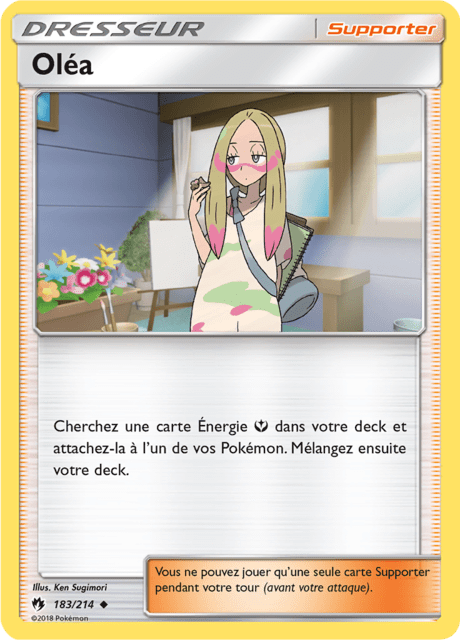 DRESSEUR
Supporter
Oléa
Cherchez une carte Énergie dans votre deck et
attachez-la à l'un de vos Pokémon. Mélangez ensuite
votre deck.
Vous ne pouvez jouer qu'une seule carte Supporter
pendant votre tour (avant votre attaque).
Illus. Ken Sugimori
183/214
©2018 Pokémon